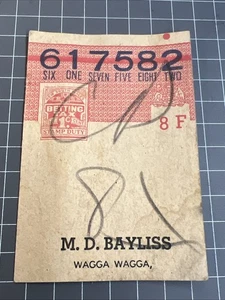 617582
SIX ONE SEVEN FIVE EIGHT TWO
BETTING
STAMP DUTY
8 F
M. D. BAYLISS
WAGGA WAGGA,